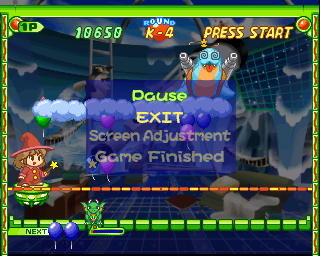 1P 10650 ROUND K-4 PRESS START
Pause
EXIT
Screen Adjustment
Game Finished
NEXT